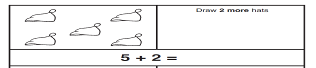 Draw 2 more hats
5 + 2 =